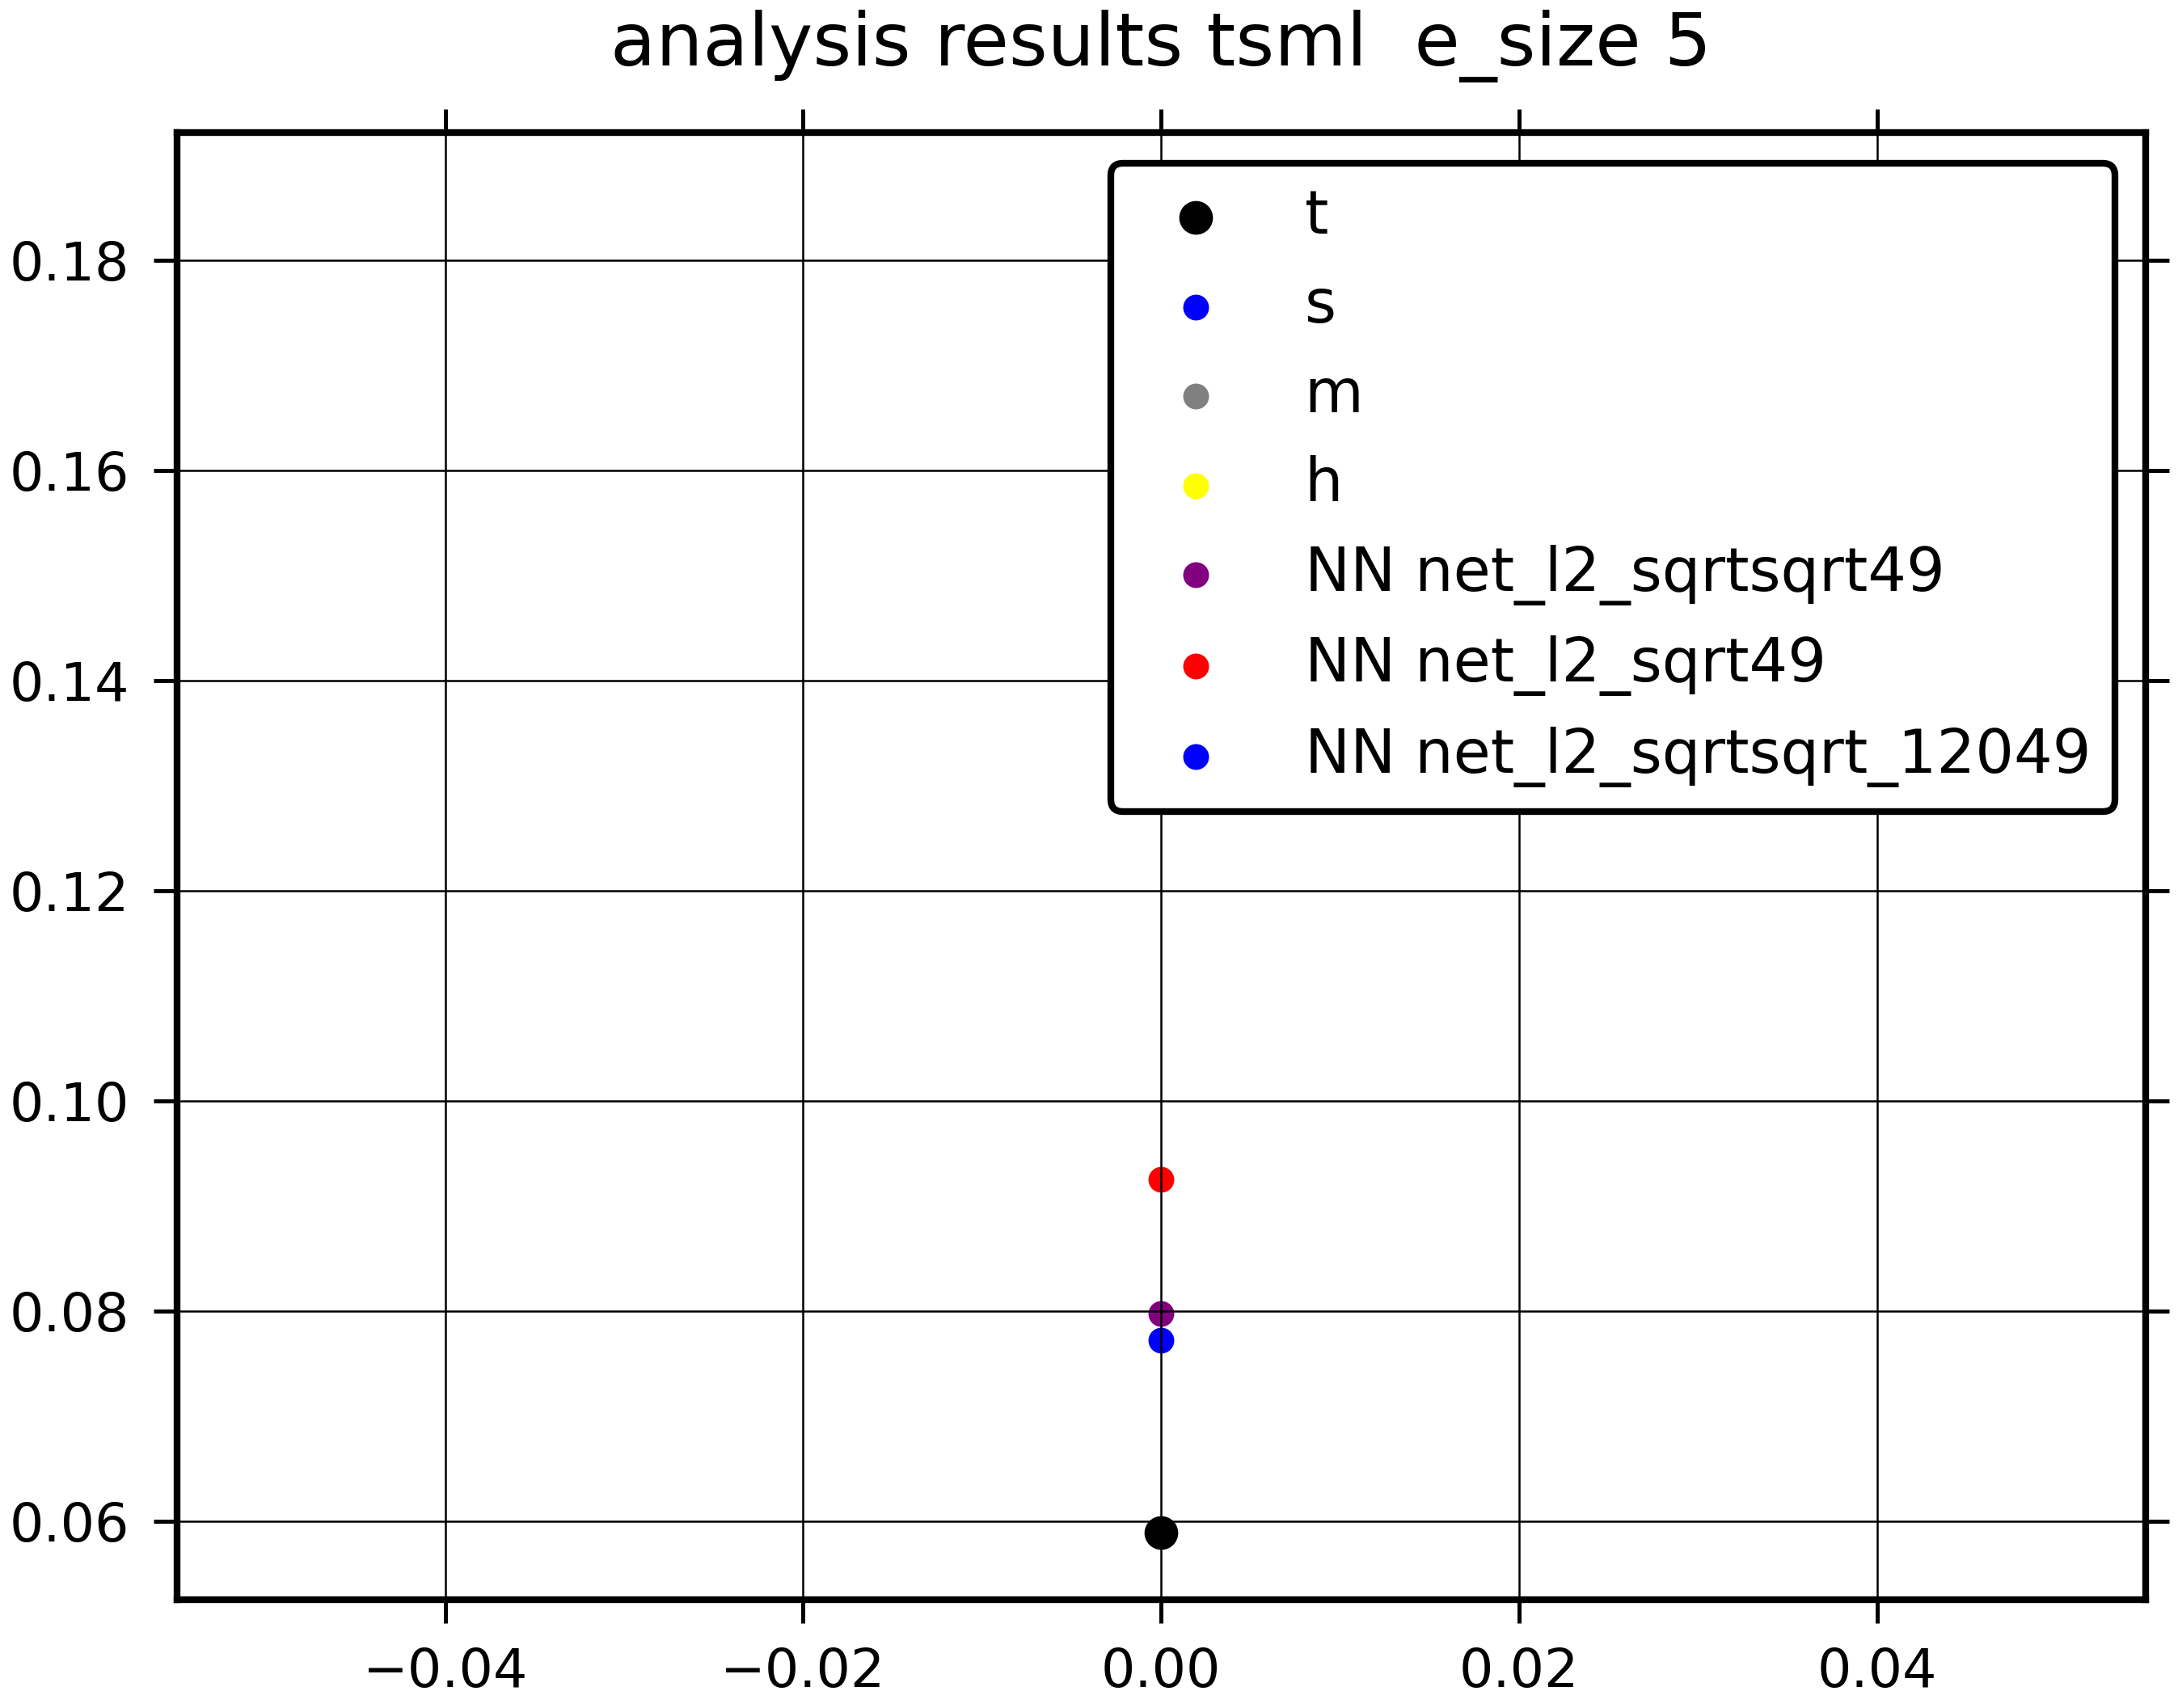 analysis results tsml  e_size 5
t
s
m
h
NN net_l2_sqrtsqrt49
NN net_l2_sqrt49
NN net_l2_sqrtsqrt_12049
0.18
0.16
0.14
0.12
0.10
0.08
0.06
−0.04 −0.02 0.00 0.02 0.04